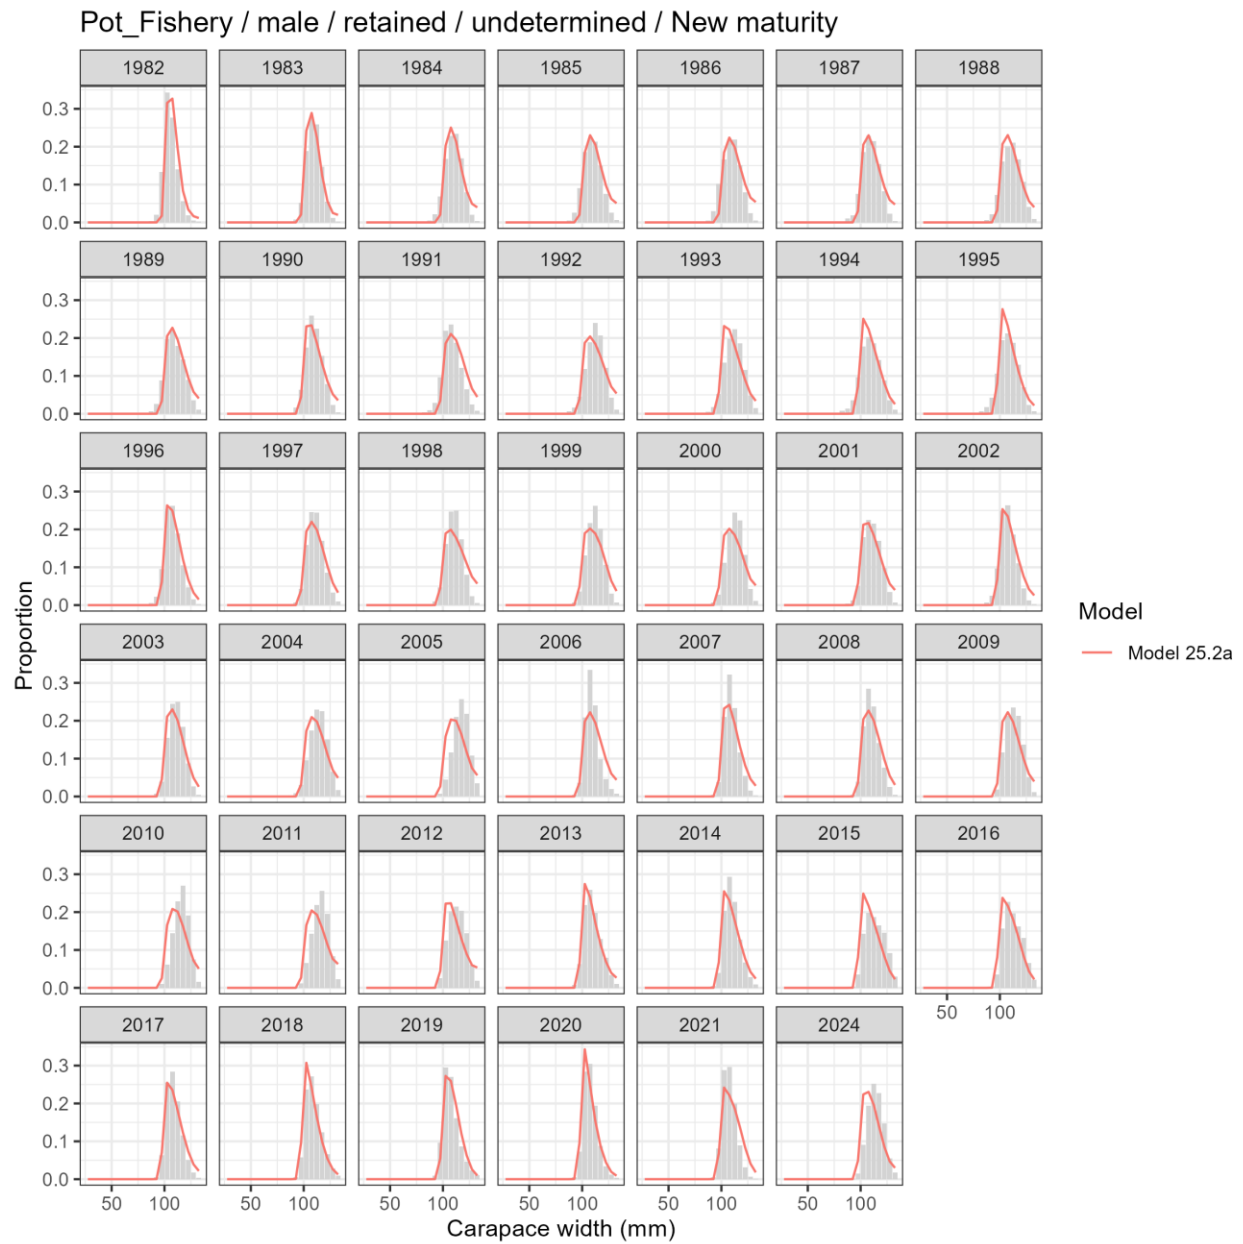 Pot_Fishery / male / retained / undetermined / New maturity
1982 1983 1984 1985 1986 1987 1988
0.3
0.2
0.1
0.0
1989 1990 1991 1992 1993 1994 1995
0.3
0.2
0.1
0.0
1996 1997 1998 1999 2000 2001 2002
0.3
0.2
0.1
0.0
Proportion
2003 2004 2005 2006 2007 2008 2009
0.3
0.2
0.1
0.0
2010 2011 2012 2013 2014 2015 2016
0.3
0.2
0.1
0.0
50 100
2017 2018 2019 2020 2021 2024
0.3
0.2
0.1
0.0
50 100 50 100 50 100 50 100 50 100 50 100
Carapace width (mm)
Model
Model 25.2a